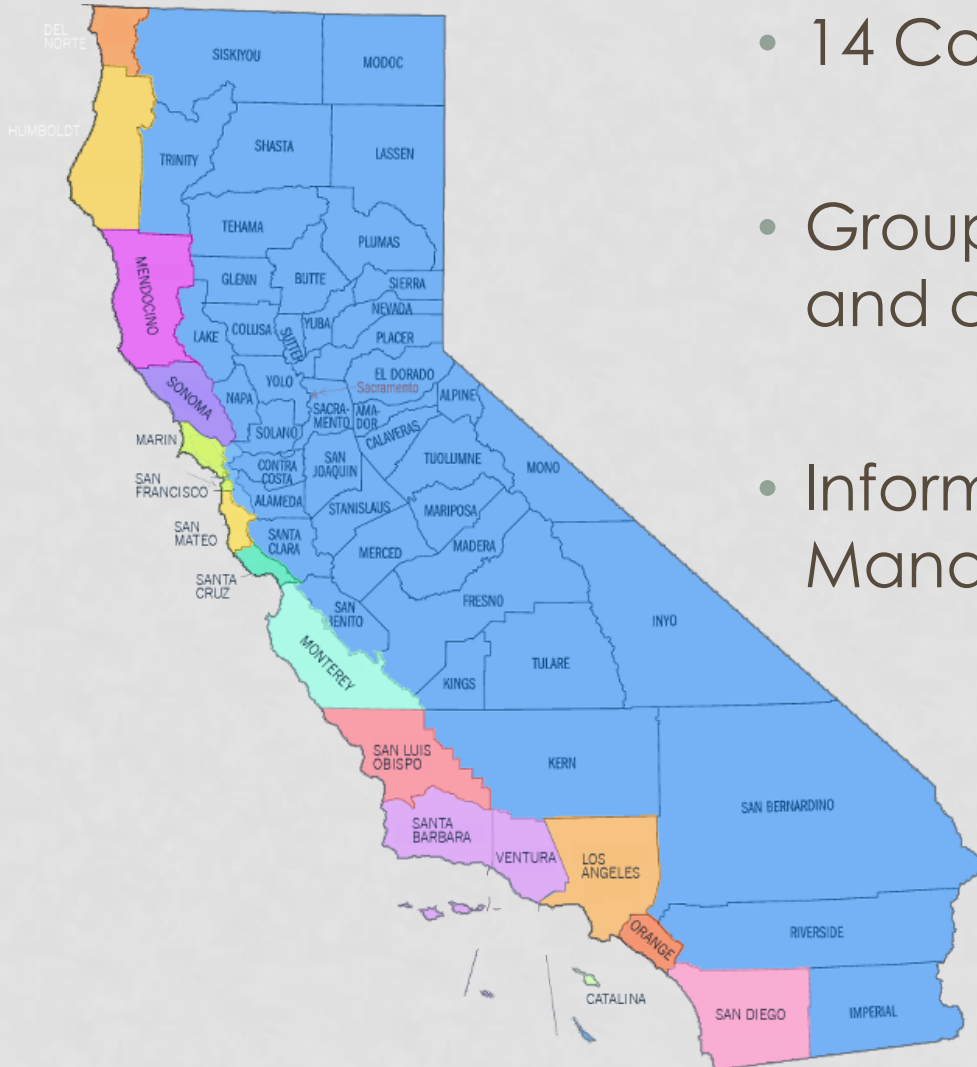 DEL
NORTE
SISKIYOU
MODOC
HUMBOLDT
TRINITY
SHASTA
LASSEN
TEHAMA
PLUMAS
MENDOCINO
GLENN
BUTTE
SIERRA
NEVADA
LAKE
COLUSA
SUTTER
YUBA
PLACER
SONOMA
NAPA
YOLO
EL DORADO
Sacramento
ALPINE
SACRA-
MENTO
AMA-
DOR
SOLANO
CALAVERAS
MARIN
SAN
FRANCISCO
CONTRA
COSTA
ALAMEDA
SAN
JOAQUIN
TUOLUMNE
MONO
STANISLAUS
MARIPOSA
SAN
MATEO
SANTA
CLARA
MERCED
MADERA
SANTA
CRUZ
SAN
BENITO
FRESNO
INYO
MONTEREY
KINGS
TULARE
SAN LUIS
OBISPO
KERN
SAN BERNARDINO
SANTA
BARBARA
VENTURA
LOS
ANGELES
ORANGE
RIVERSIDE
CATALINA
SAN DIEGO
IMPERIAL
• 14 Co
• Group
and c
• Inform
Mana